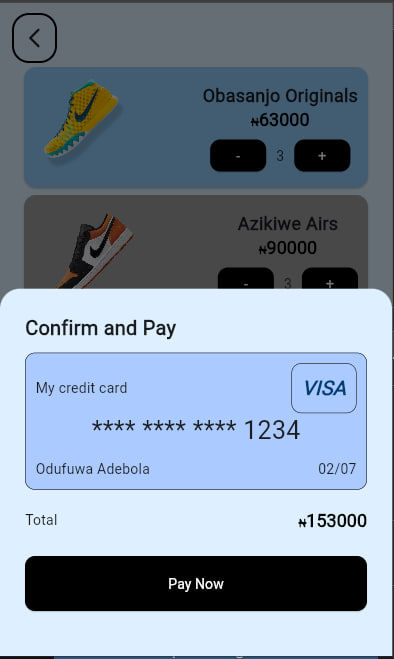 Obasanjo Originals
₦63000
- 3 +
Azikiwe Airs
₦90000
- 3 +
Confirm and Pay
My credit card
VISA
**** **** **** 1234
Odufuwa Adebola 02/07
Total ₦153000
Pay Now